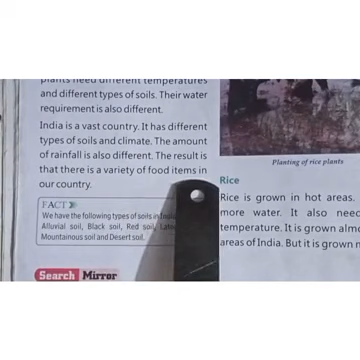 plants need different temperatures
and different types of soils. Their water
requirement is also different.
India is a vast country. It has different
types of soils and climate. The amount
of rainfall is also different. The result is
that there is a variety of food items in
our country.
FACT
We have the following types of soils in
Alluvial soil, Black soil, Red soil,
Mountainous soil and Desert soil.
Search Mirror
Planting of rice plants
Rice
Rice is grown in hot areas.
more water. It also
temperature. It is grown
areas of India. But it is grown